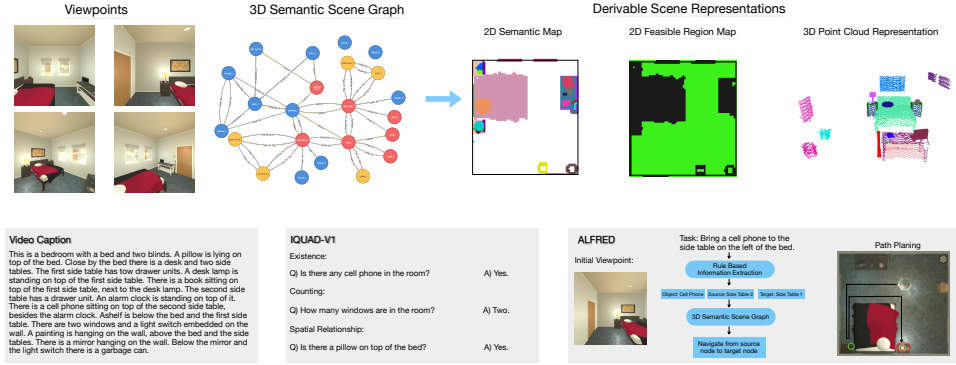 Viewpoints
3D Semantic Scene Graph
Derivable Scene Representations
2D Semantic Map
2D Feasible Region Map
3D Point Cloud Representation
Video Caption
This is a bedroom with a bed and two blinds. A pillow is lying on
top of the bed. Close by the bed there is a desk and two side
tables. The first side table has tow drawer units. A desk lamp is
standing on top of the first side table. There is a book sitting on
top of the first side table, next to the desk lamp. The second side
table has a drawer unit. An alarm clock is standing on top of it.
There is a cell phone sitting on top of the second side table,
besides the alarm clock. Ashelf is below the bed and the first side
table. There are two windows and a light switch embedded on the
wall. A painting is hanging on the wall, above the bed and the side
tables. There is a mirror hanging on the wall. Below the mirror and
the light switch there is a garbage can.
IQUAD-V1
Existence:
Q) Is there any cell phone in the room? A) Yes.
Counting:
Q) How many windows are in the room? A) Two.
Spatial Relationship:
Q) Is there a pillow on top of the bed? A) Yes.
ALFRED
Initial Viewpoint:
Task: Bring a cell phone to the
side table on the left of the bed.
Rule Based
Information Extraction
Object: Cell Phone Source: Side Table 2 Target: Side Table 1
3D Semantic Scene Graph
Navigate from source
node to target node
Path Planing